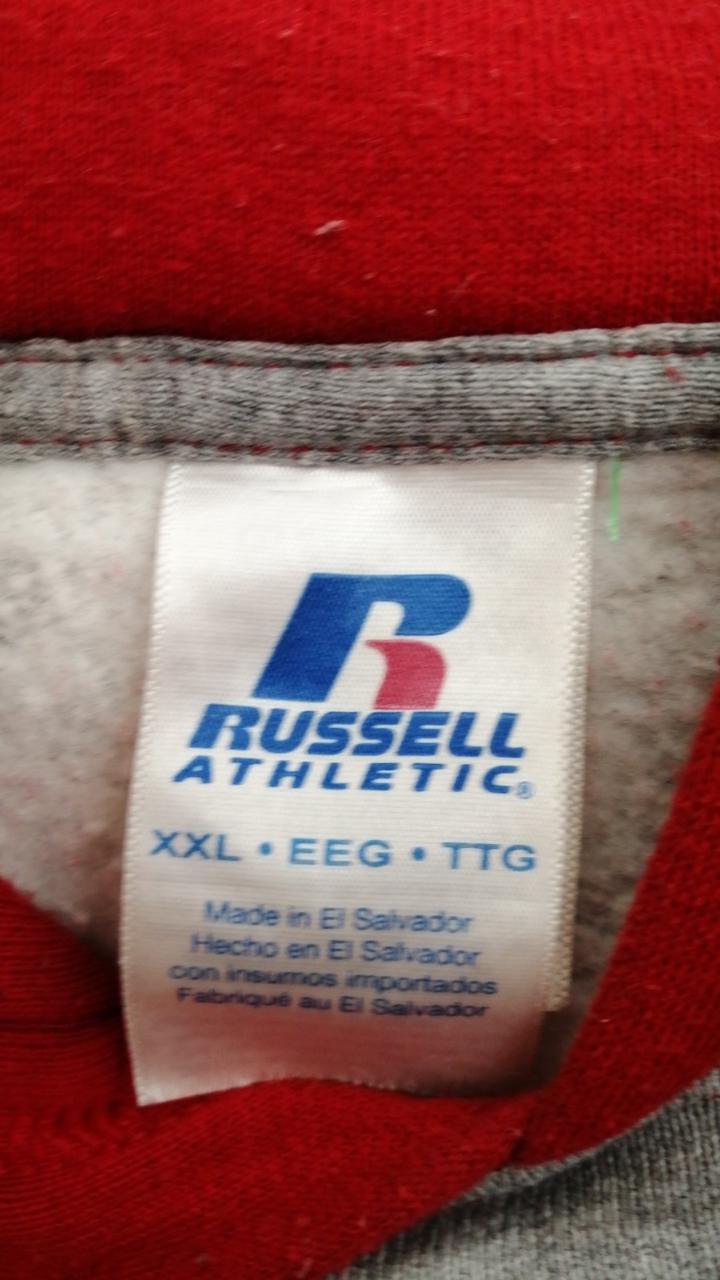 R
RUSSELL
ATHLETIC®
XXL • EEG • TTG
Made in El Salvador
Hecho en El Salvador
con insumos importados
Fabriqué au El Salvador